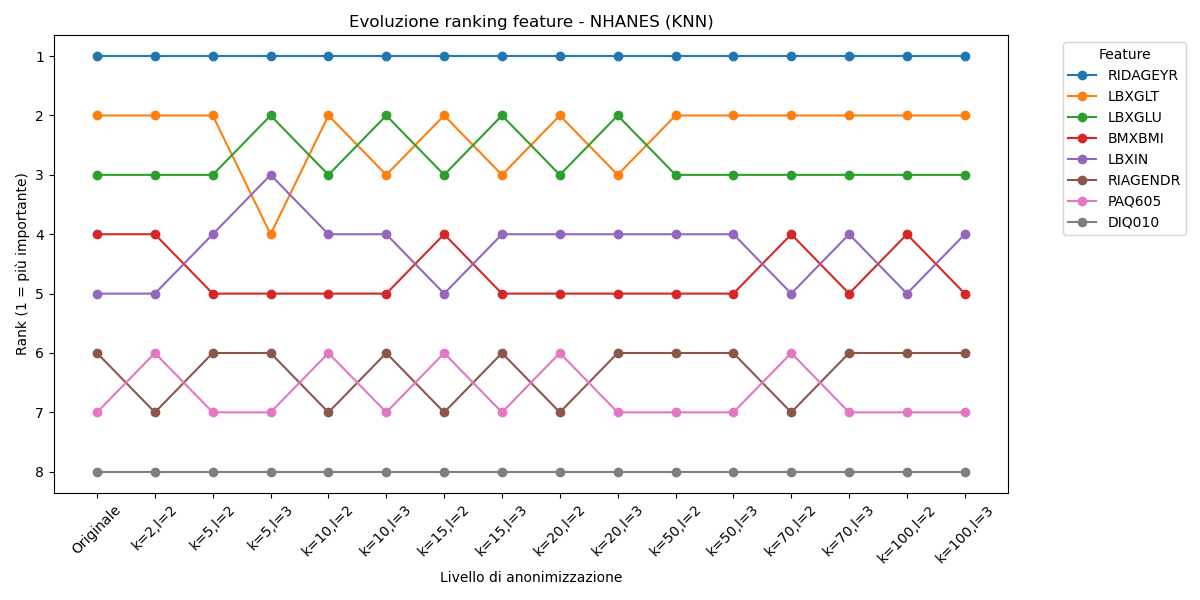 Evoluzione ranking feature - NHANES (KNN)
Rank (1 = più importante)
1
2
3
4
5
6
7
8
Originale
k=2,l=2
k=5,l=2
k=5,l=3
k=10,l=2
k=10,l=3
k=15,l=2
k=15,l=3
k=20,l=2
k=20,l=3
k=50,l=2
k=50,l=3
k=70,l=2
k=70,l=3
k=100,l=2
k=100,l=3
Livello di anonimizzazione
Feature
RIDAGEYR
LBXGLT
LBXGLU
BMXBMI
LBXIN
RIAGENDR
PAQ605
DIQ010